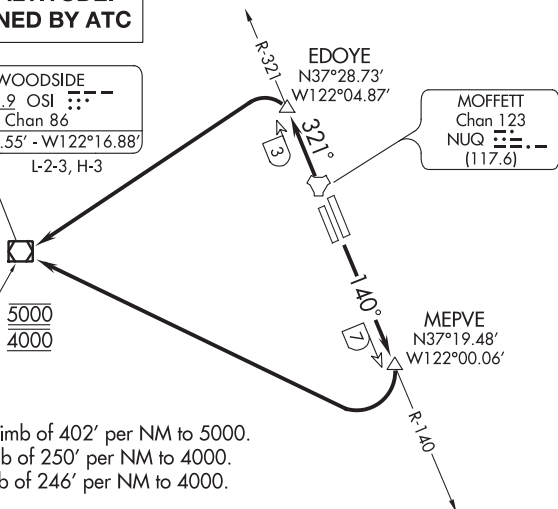 NED BY ATC
WOODSIDE
.9 OSI
Chan 86
.55′ - W122°16.88′
L-2-3, H-3
R-321
EDOYE
N37°28.73′
W122°04.87′
321°
3
MOFFETT
Chan 123
NUQ
(117.6)
5000
4000
140°
7
MEPVE
N37°19.48′
W122°00.06′
R-140
imb of 402′ per NM to 5000.
b of 250′ per NM to 4000.
b of 246′ per NM to 4000.